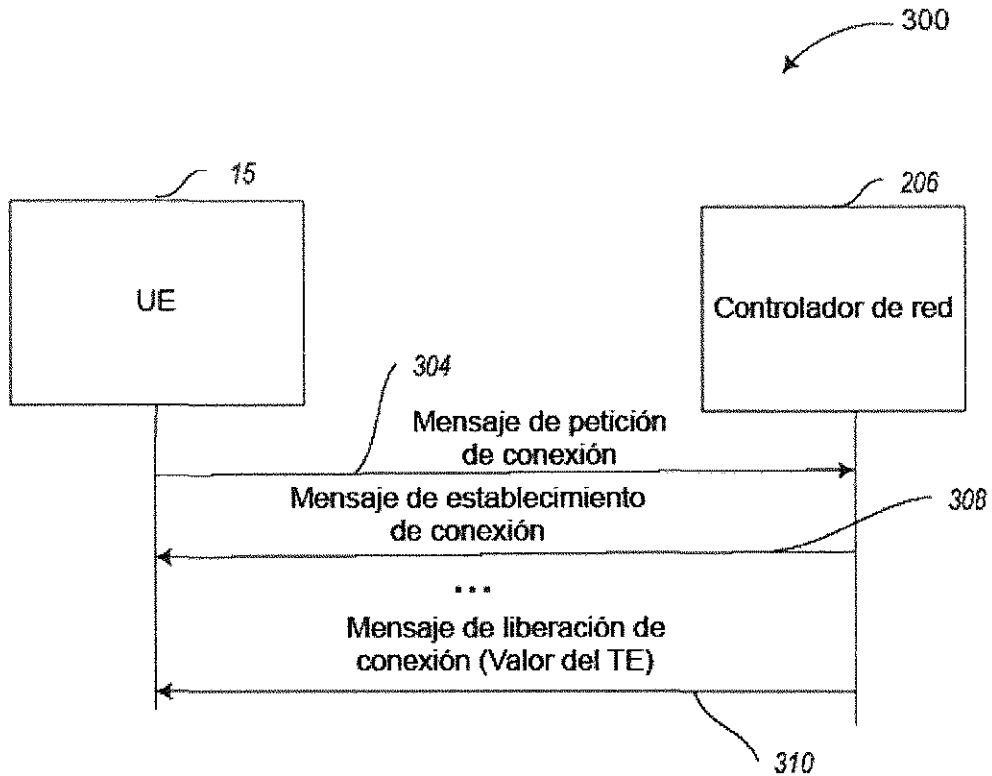 300
15
206
UE
Controlador de red
304
Mensaje de petición
de conexión
Mensaje de establecimiento
de conexión
308
...
Mensaje de liberación de
conexión (Valor del TE)
310